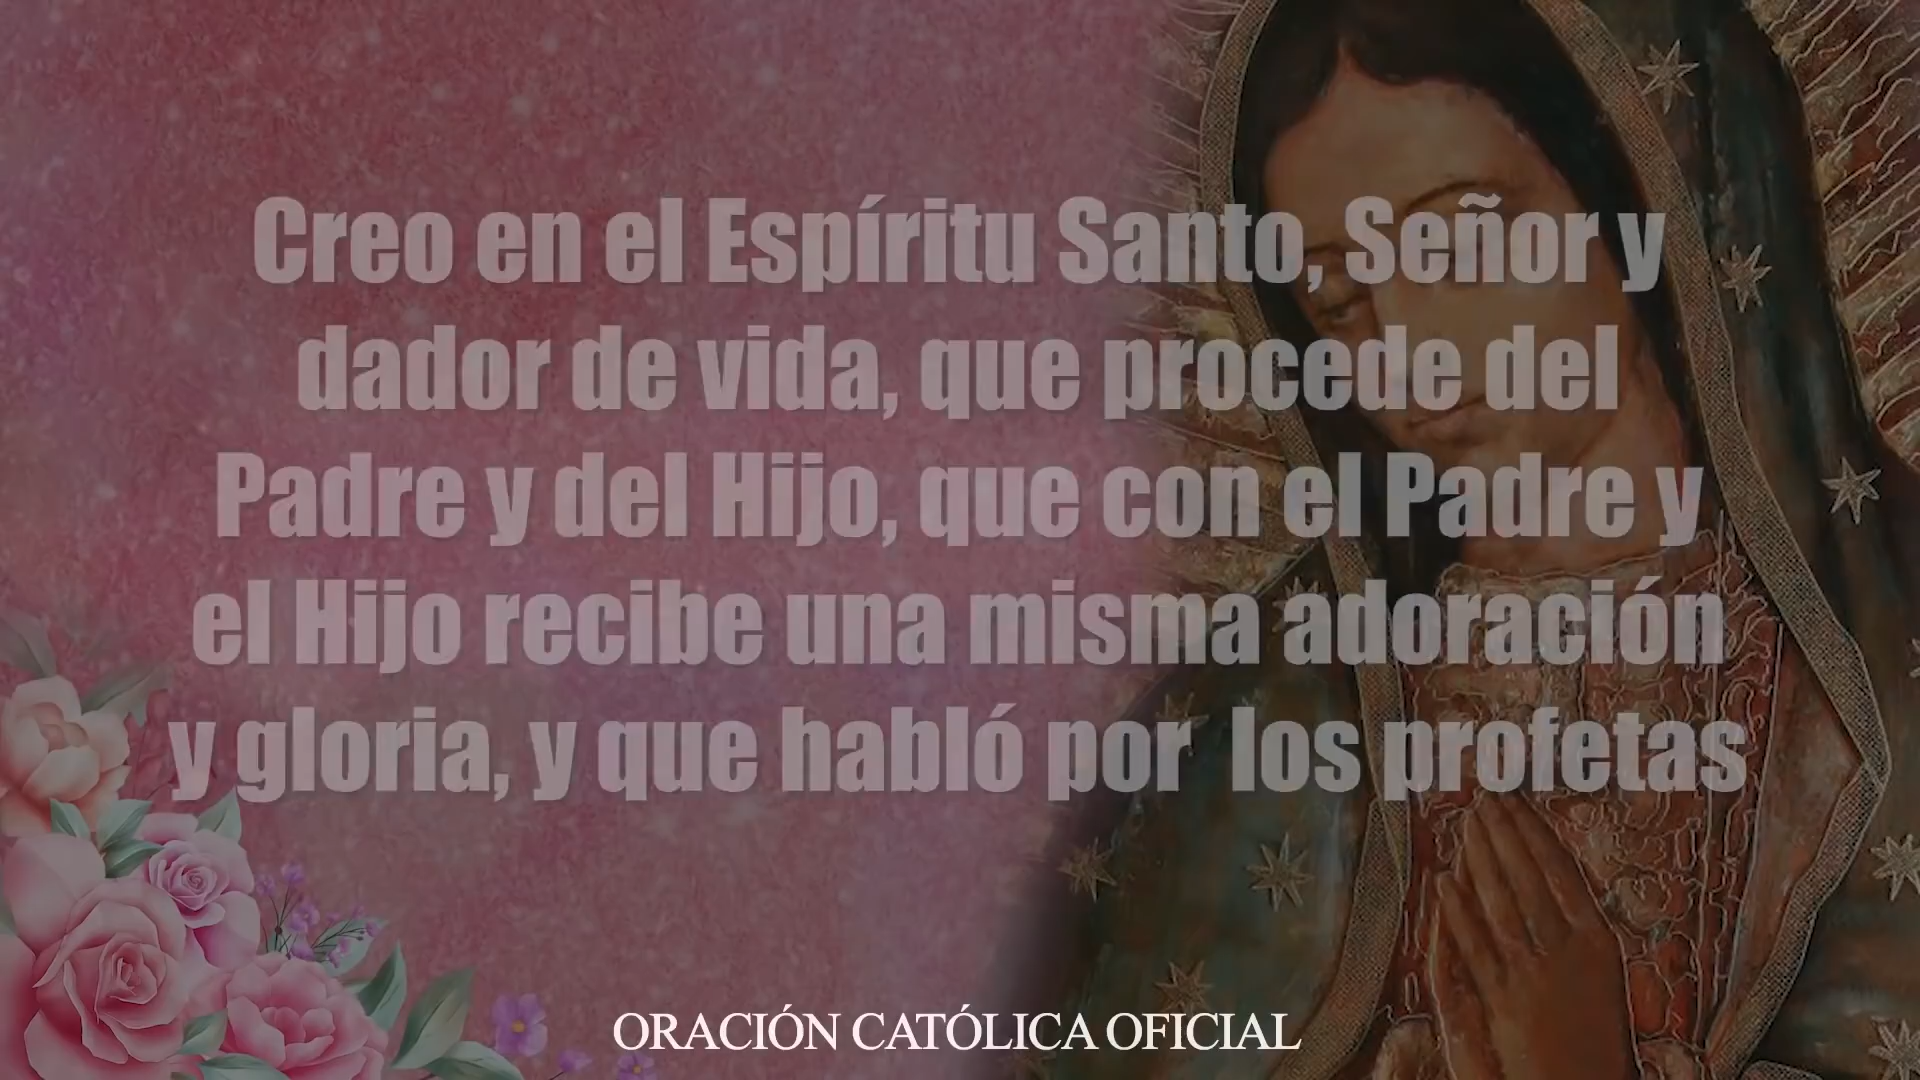 Creo en el Espíritu Santo, Señor y
dador de vida, que procede del
Padre y del Hijo, que con el Padre y
el Hijo recibe una misma adoración
y gloria, y que habló por los profetas
ORACIÓN CATÓLICA OFICIAL